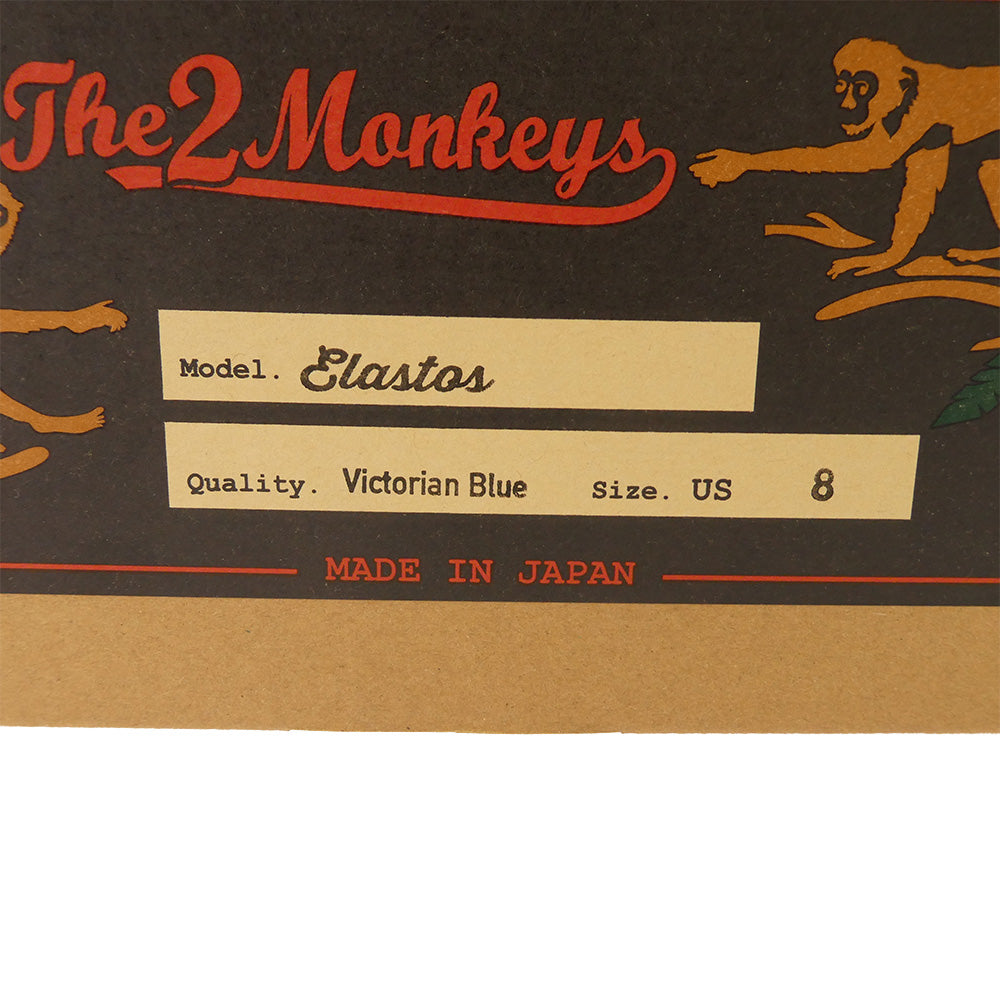 The 2 Monkeys
Model. Elastos
Quality. Victorian Blue Size. US 8
MADE IN JAPAN